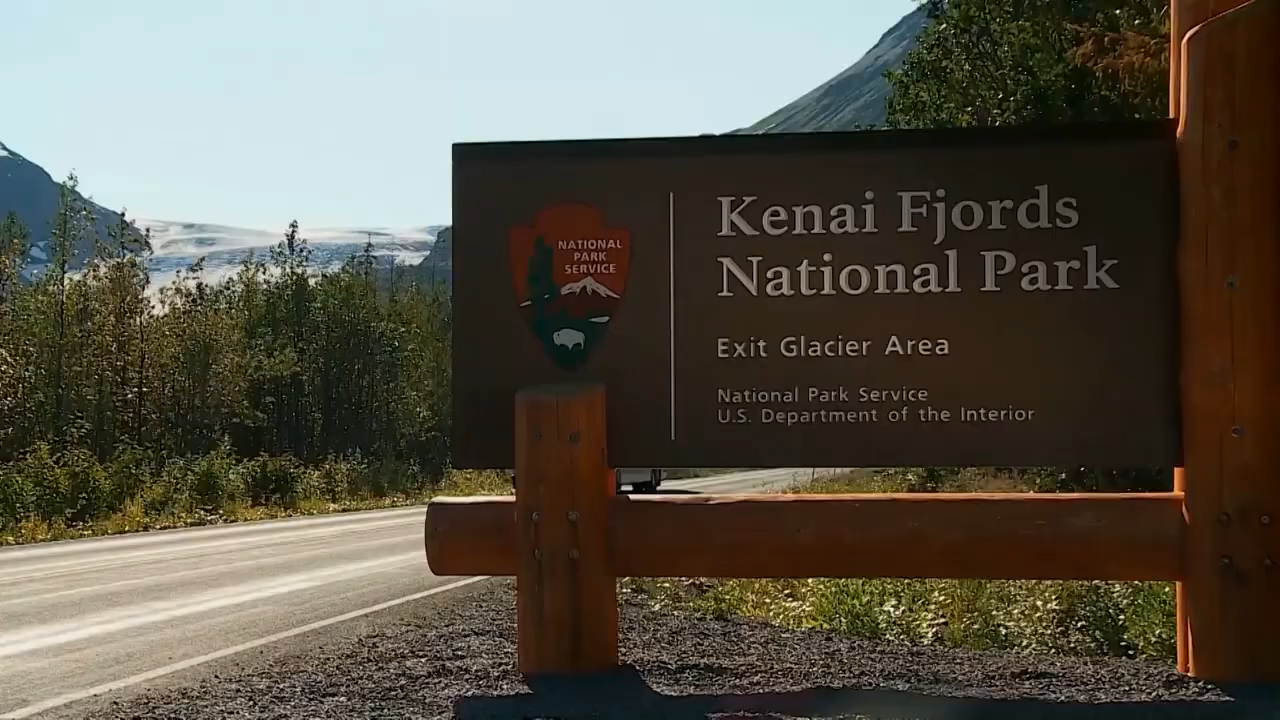 NATIONAL
PARK
SERVICE
Kenai Fjords
National Park
Exit Glacier Area
National Park Service
U.S. Department of the Interior